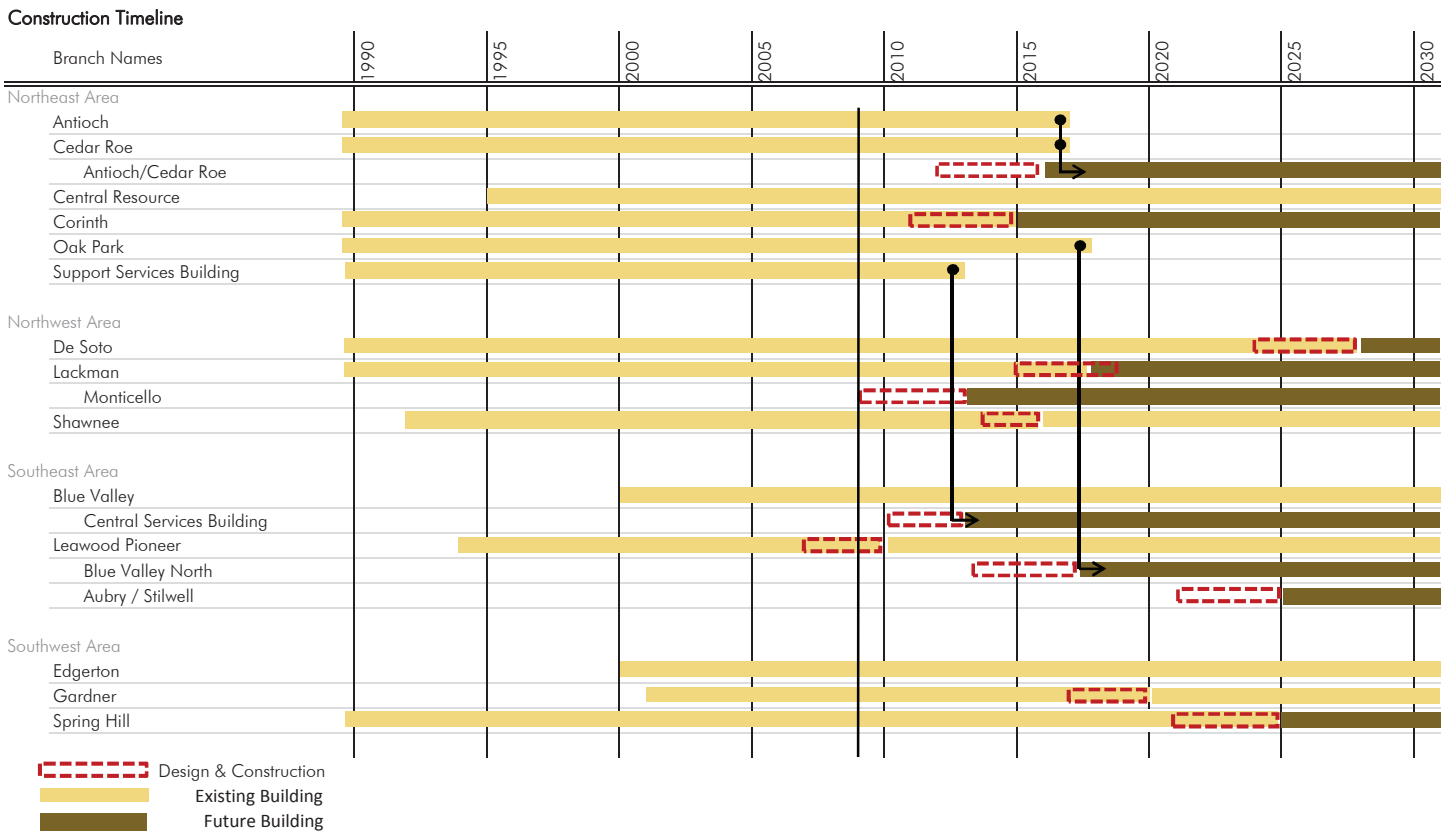 Construction Timeline
Branch Names 1990 1995 2000 2005 2010 2015 2020 2025 2030
Northeast Area
Antioch
Cedar Roe
Antioch/Cedar Roe
Central Resource
Corinth
Oak Park
Support Services Building
Northwest Area
De Soto
Lackman
Monticello
Shawnee
Southeast Area
Blue Valley
Central Services Building
Leawood Pioneer
Blue Valley North
Aubry / Stilwell
Southwest Area
Edgerton
Gardner
Spring Hill
Design & Construction
Existing Building
Future Building